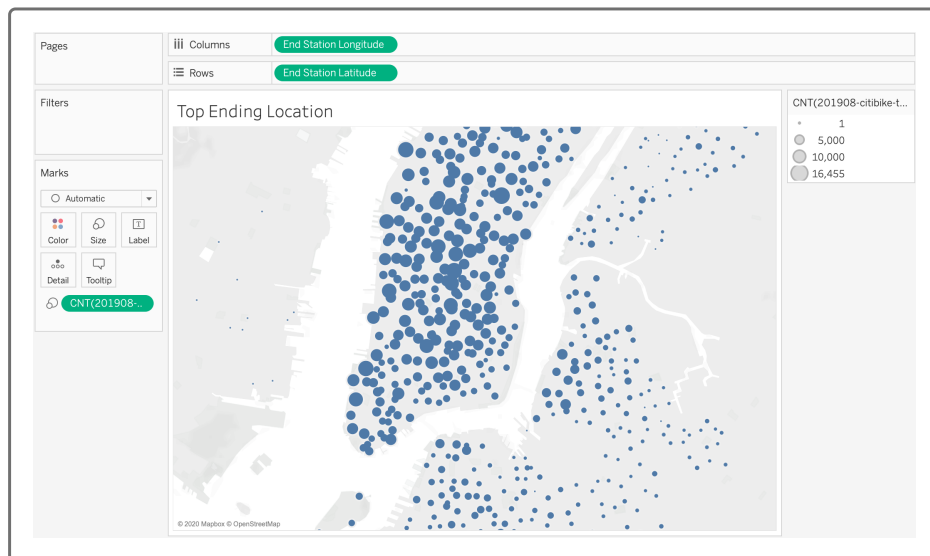 Pages
Columns
End Station Longitude
Rows
End Station Latitude
Filters
Marks
Automatic
Color
Size
T
Label
Detail
Tooltip
CNT(201908-...
Top Ending Location
© 2020 Mapbox © OpenStreetMap
CNT(201908-citibike-t...
1
5,000
10,000
16,455